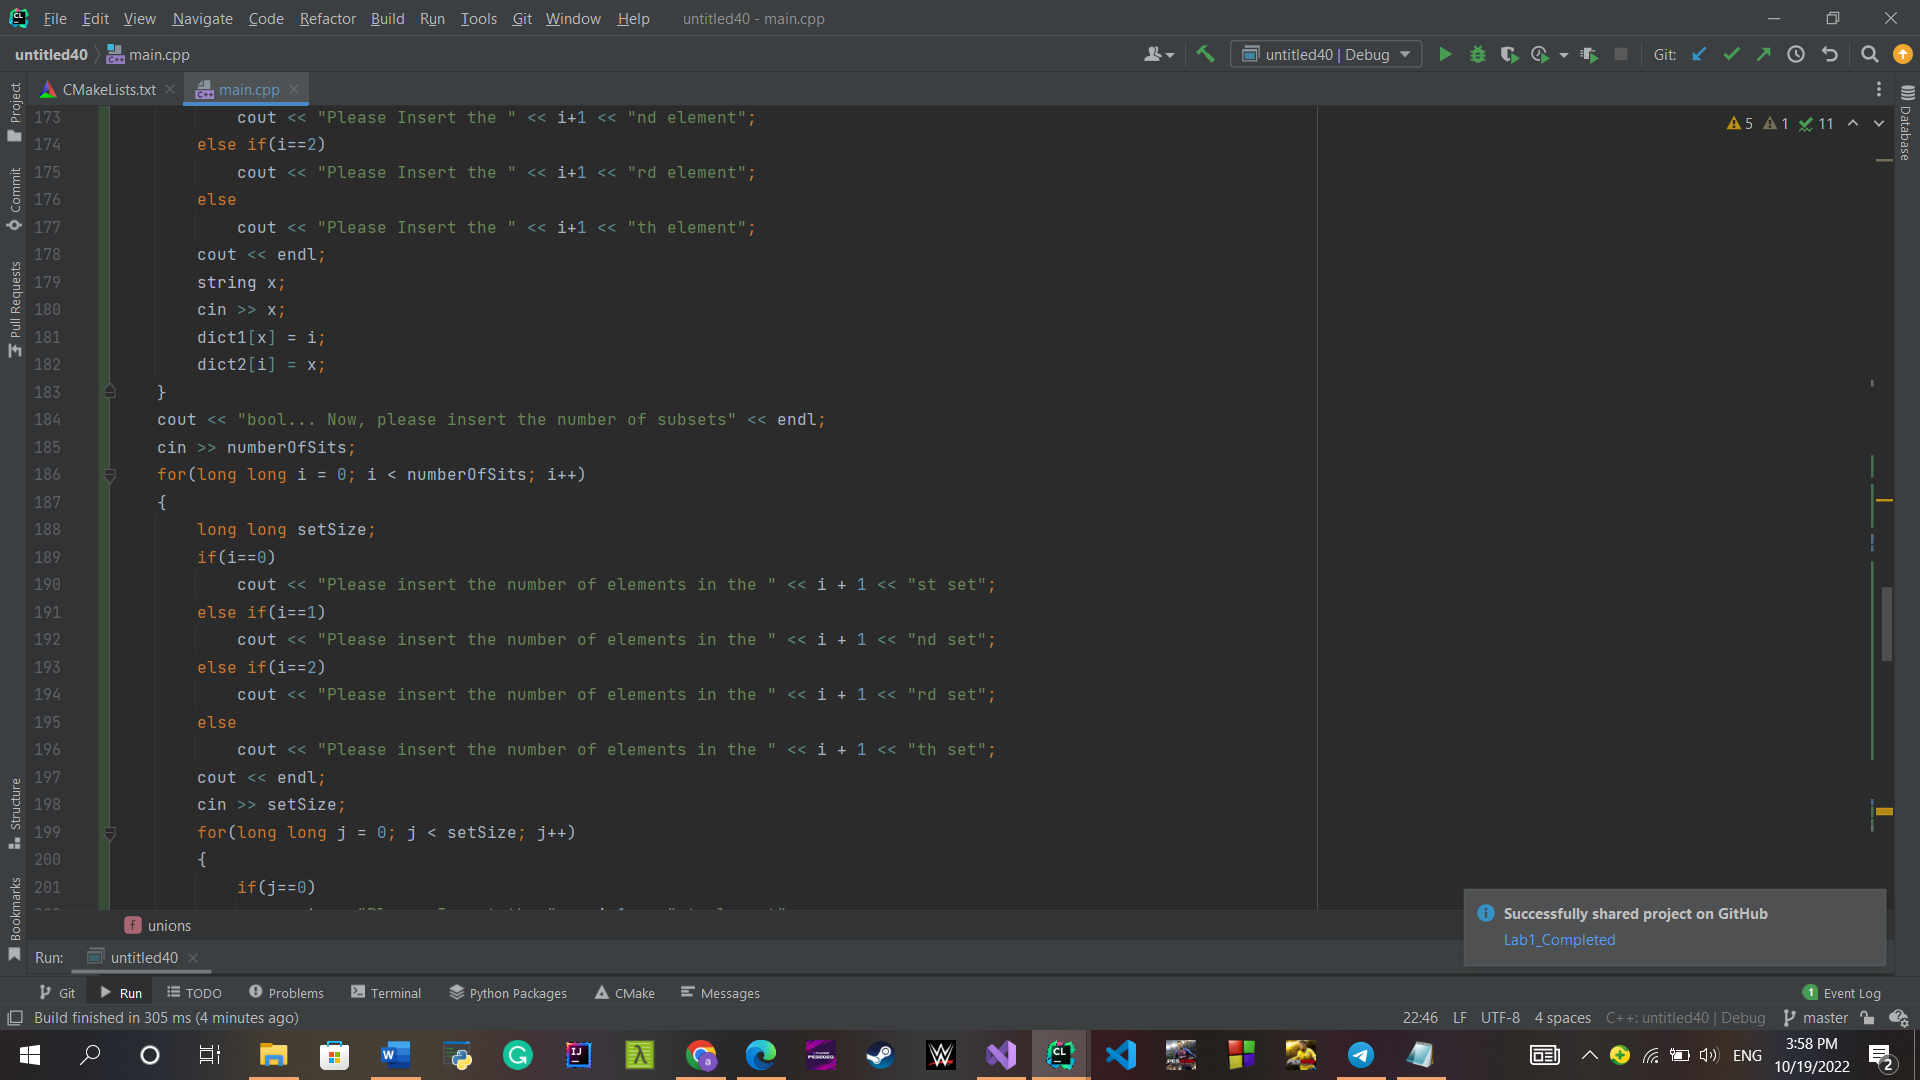 File Edit View Navigate Code Refactor Build Run Tools Git Window Help untitled40 - main.cpp
untitled40 main.cpp untitled40 | Debug Git:
CMakeLists.txt main.cpp
5 1 11
Project
Commit
Pull Requests
Structure
Bookmarks
Database
173 cout << "Please Insert the " << i+1 << "nd element";
174 else if(i==2)
175 cout << "Please Insert the " << i+1 << "rd element";
176 else
177 cout << "Please Insert the " << i+1 << "th element";
178 cout << endl;
179 string x;
180 cin >> x;
181 dict1[x] = i;
182 dict2[i] = x;
183 }
184 cout << "bool... Now, please insert the number of subsets" << endl;
185 cin >> numberOfSits;
186 for(long long i = 0; i < numberOfSits; i++)
187 {
188 long long setSize;
189 if(i==0)
190 cout << "Please insert the number of elements in the " << i + 1 << "st set";
191 else if(i==1)
192 cout << "Please insert the number of elements in the " << i + 1 << "nd set";
193 else if(i==2)
194 cout << "Please insert the number of elements in the " << i + 1 << "rd set";
195 else
196 cout << "Please insert the number of elements in the " << i + 1 << "th set";
197 cout << endl;
198 cin >> setSize;
199 for(long long j = 0; j < setSize; j++)
200 {
201 if(j==0)
f unions
Successfully shared project on GitHub
Lab1_Completed
Run: untitled40
Git Run TODO Problems Terminal Python Packages CMake Messages 1 Event Log
Build finished in 305 ms (4 minutes ago) 22:46 LF UTF-8 4 spaces C++: untitled40 | Debug master
ENG 3:58 PM
10/19/2022 2